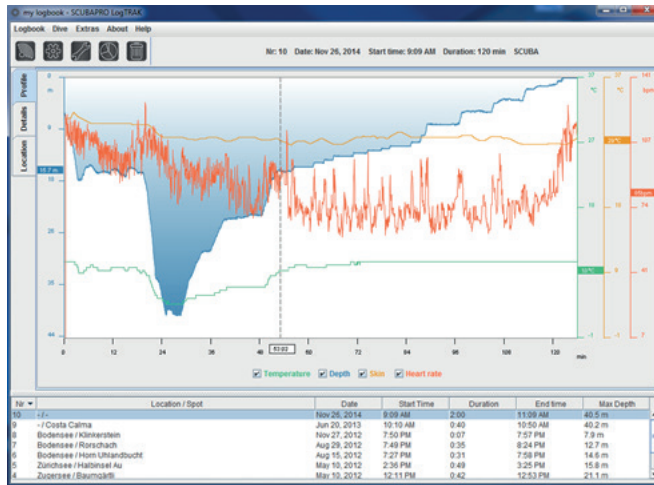 my logbook - SCUBAPRO LogTRAK
Logbook Dive Extras About Help
Nr: 10 Date: Nov 26, 2014 Start time: 9:09 AM Duration: 120 min SCUBA
Profile
Details
Location
0 37 37 141
m °C °C bpm
9 27 107
18
26 19 18 74
35 9 41
44 -1 -1 7
0 12 24 36 48 60 72 84 96 108 120 min
Temperature Depth Skin Heart rate
Nr Location / Spot Date Start Time Duration End time Max Depth
10 - / - Nov 26, 2014 9:09 AM 2:00 11:09 AM 40.5 m
9 - / Costa Calma Jun 20, 2013 10:10 AM 0:40 10:50 AM 40.2 m
8 Bodensee / Klinkerstein Nov 27, 2012 7:50 PM 0:07 7:57 PM 7.9 m
7 Bodensee / Rorschach Aug 29, 2012 7:49 PM 0:35 8:24 PM 12.7 m
6 Bodensee / Horn Uhlandbucht Aug 15, 2012 7:27 PM 0:31 7:58 PM 14.6 m
5 Zürichsee / Halbinsel Au May 10, 2012 2:36 PM 0:49 3:25 PM 15.8 m
4 Zugersee / Baumgärtli May 10, 2012 12:11 PM 0:42 12:53 PM 21.1 m